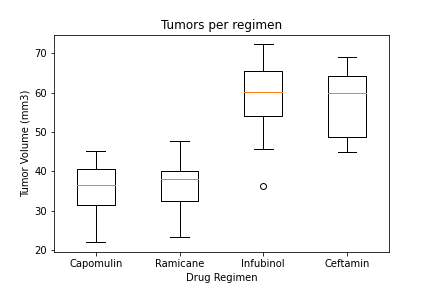 Tumors per regimen
70
60
50
40
30
20
Tumor Volume (mm3)
Capomulin Ramicane Infubinol Ceftamin
Drug Regimen